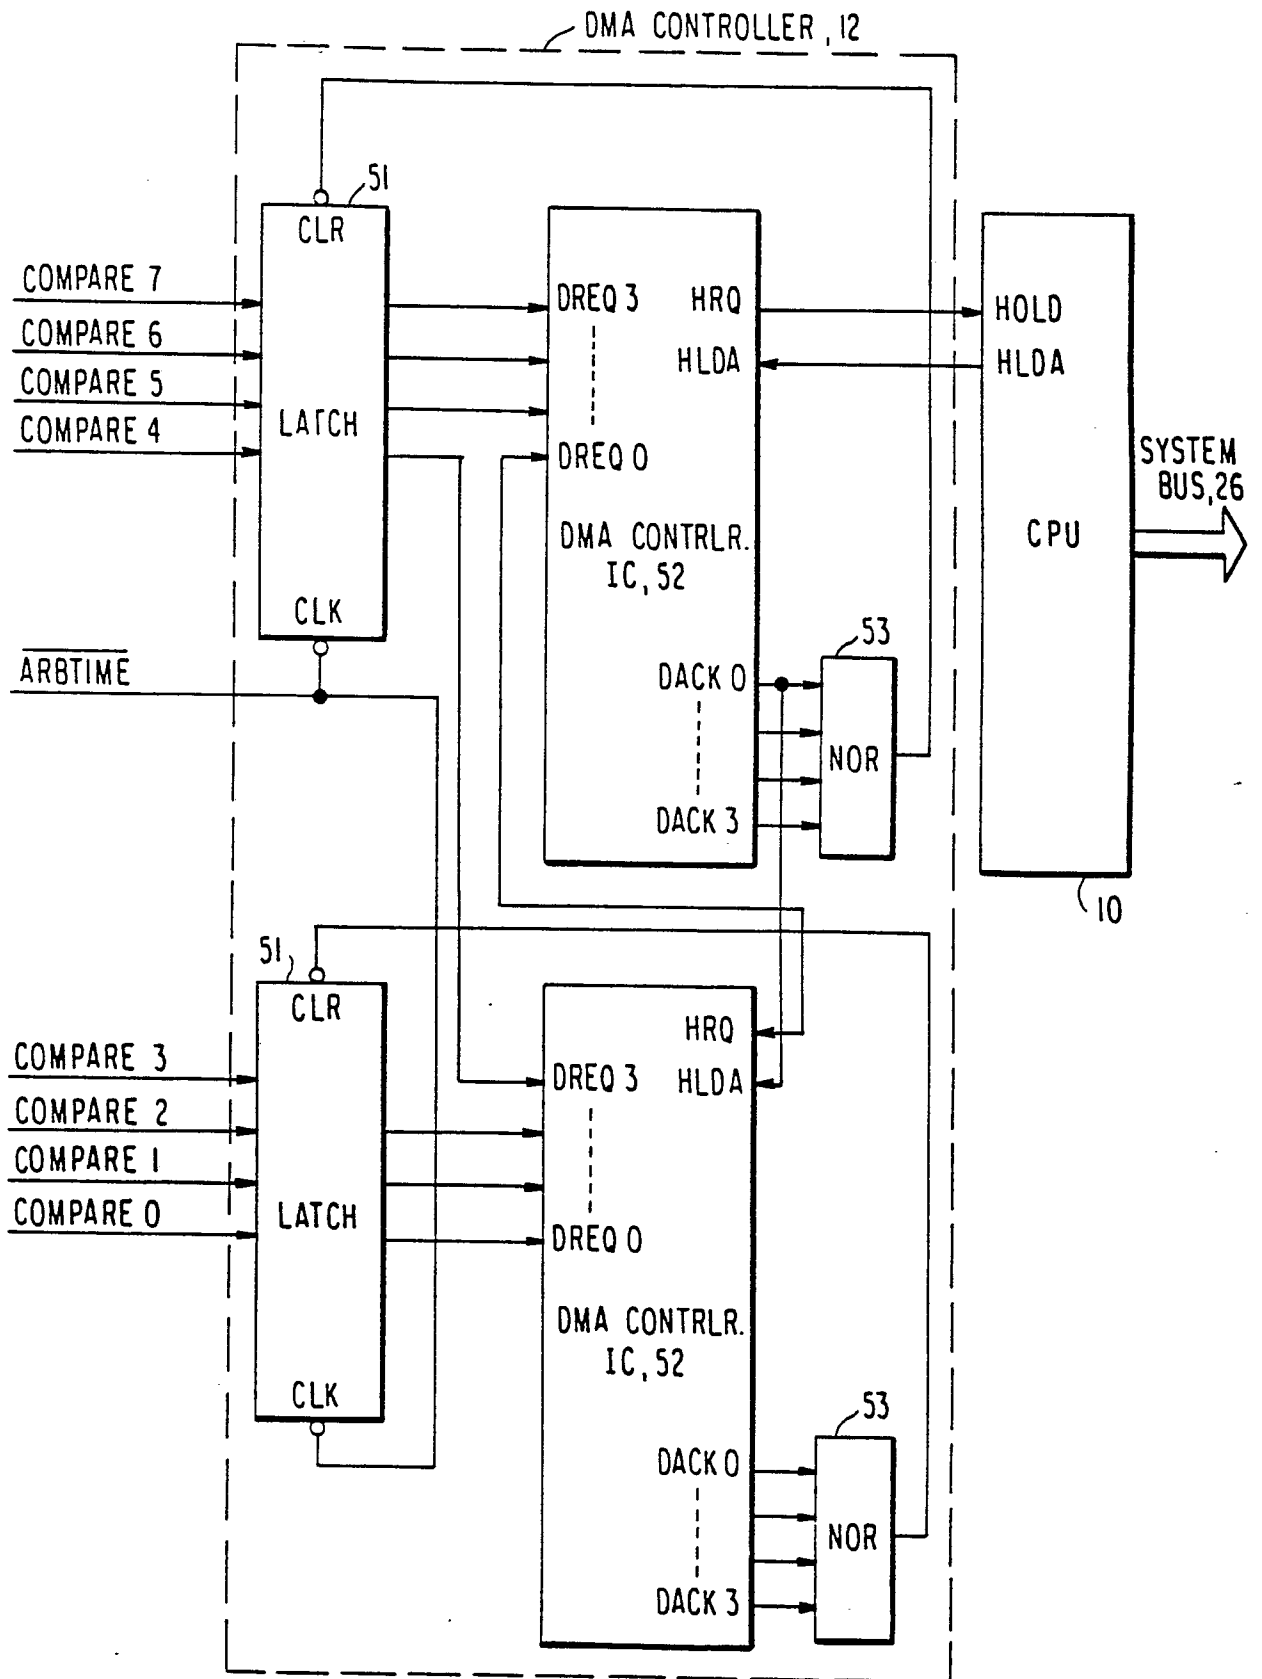 DMA CONTROLLER, 12
51
CLR
COMPARE 7
COMPARE 6
COMPARE 5
COMPARE 4
LATCH
CLK
ARBTIME
DREQ 3
HRQ
HLDA
DREQ 0
DMA CONTRLR.
IC, 52
DACK 0
DACK 3
53
NOR
HOLD
HLDA
CPU
SYSTEM
BUS, 26
10
51
CLR
COMPARE 3
COMPARE 2
COMPARE 1
COMPARE 0
LATCH
CLK
HRQ
DREQ 3
HLDA
DREQ 0
DMA CONTRLR.
IC, 52
DACK 0
DACK 3
53
NOR